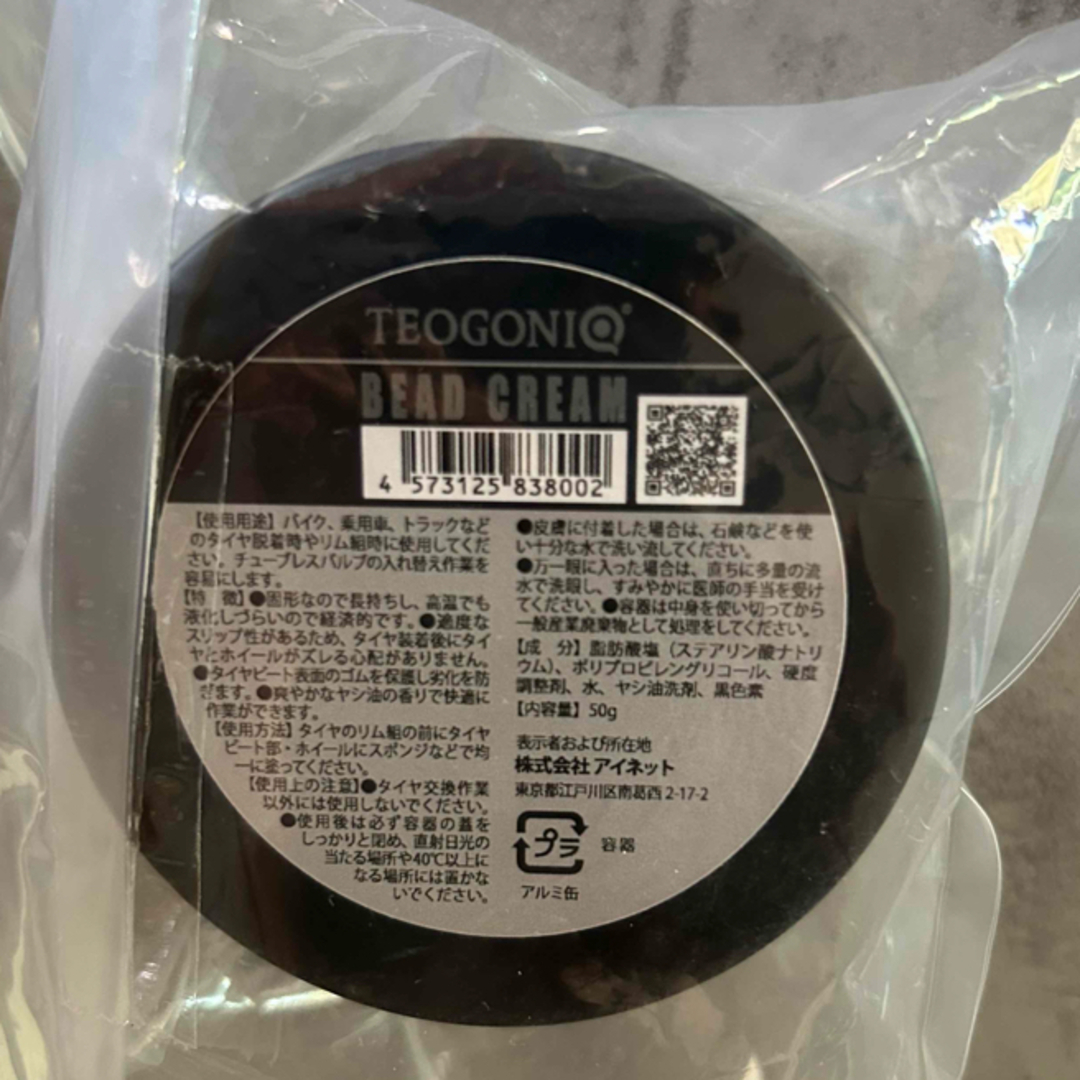 TEOGONIQ
BEAD CREAM
4 573125 838002
【使用用途】バイク、乗用車、トラックなど
のタイヤ脱着時やリム組時に使用してくだ
さい。チューブレスバルブの入れ替え作業を
容易にします。
【特　徴】●固形なので長持ちし、高温でも
液化しづらいので経済的です。●適度な
スリップ性があるため、タイヤ装着後にタイ
ヤとホイールがズレる心配がありません。
●タイヤビート表面のゴムを保護し劣化を防
ぎます。●爽やかなヤシ油の香りで快適に
作業ができます。
【使用方法】タイヤのリム組の前にタイヤ
ビート部・ホイールにスポンジなどで均
一に塗ってください。
【使用上の注意】●タイヤ交換作業
以外には使用しないでください。
●使用後は必ず容器の蓋を
しっかりと閉め、直射日光の
当たる場所や40℃以上に
なる場所には置かな
いでください。
●皮膚に付着した場合は、石鹸などを使
い十分な水で洗い流してください。
●万一眼に入った場合は、直ちに多量の流
水で洗眼し、すみやかに医師の手当を受け
てください。●容器は中身を使い切ってから
一般産業廃棄物として処理をしてください。
【成　分】脂肪酸塩（ステアリン酸ナトリ
ウム）、ポリプロピレングリコール、硬度
調整剤、水、ヤシ油洗剤、黒色素
【内容量】50g
表示者および所在地
株式会社 アイネット
東京都江戸川区南葛西 2-17-2
プラ 容器
アルミ缶